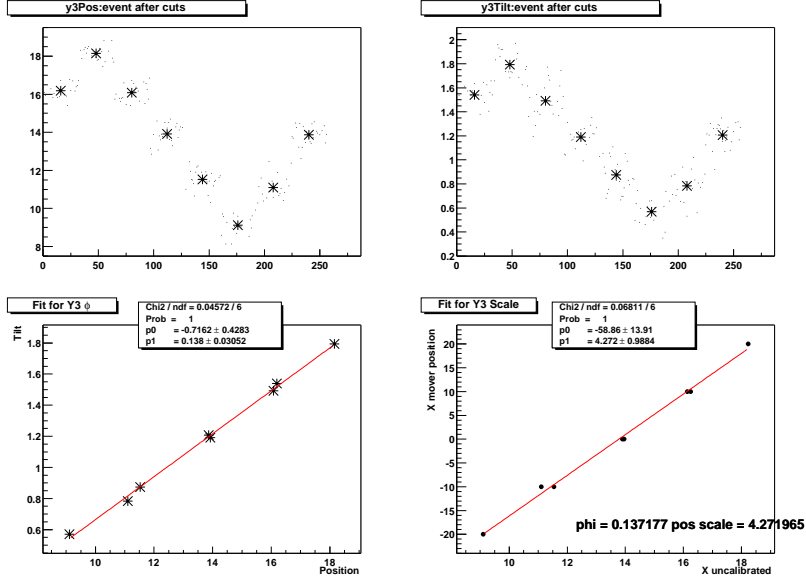 y3Pos:event after cuts
18
16
14
12
10
8
0 50 100 150 200 250
y3Tilt:event after cuts
2
1.8
1.6
1.4
1.2
1
0.8
0.6
0.4
0.2
0 50 100 150 200 250
Fit for Y3 ϕ
Chi2 / ndf = 0.04572 / 6
Prob = 1
p0 = -0.7162 ± 0.4283
p1 = 0.138 ± 0.03052
Tilt
1.8
1.6
1.4
1.2
1
0.8
0.6
10 12 14 16 18
Position
Fit for Y3 Scale
Chi2 / ndf = 0.06811 / 6
Prob = 1
p0 = -58.86 ± 13.91
p1 = 4.272 ± 0.9884
X mover position
20
15
10
5
0
-5
-10
-15
-20
phi = 0.137177 pos scale = 4.271965
10 12 14 16 18
X uncalibrated